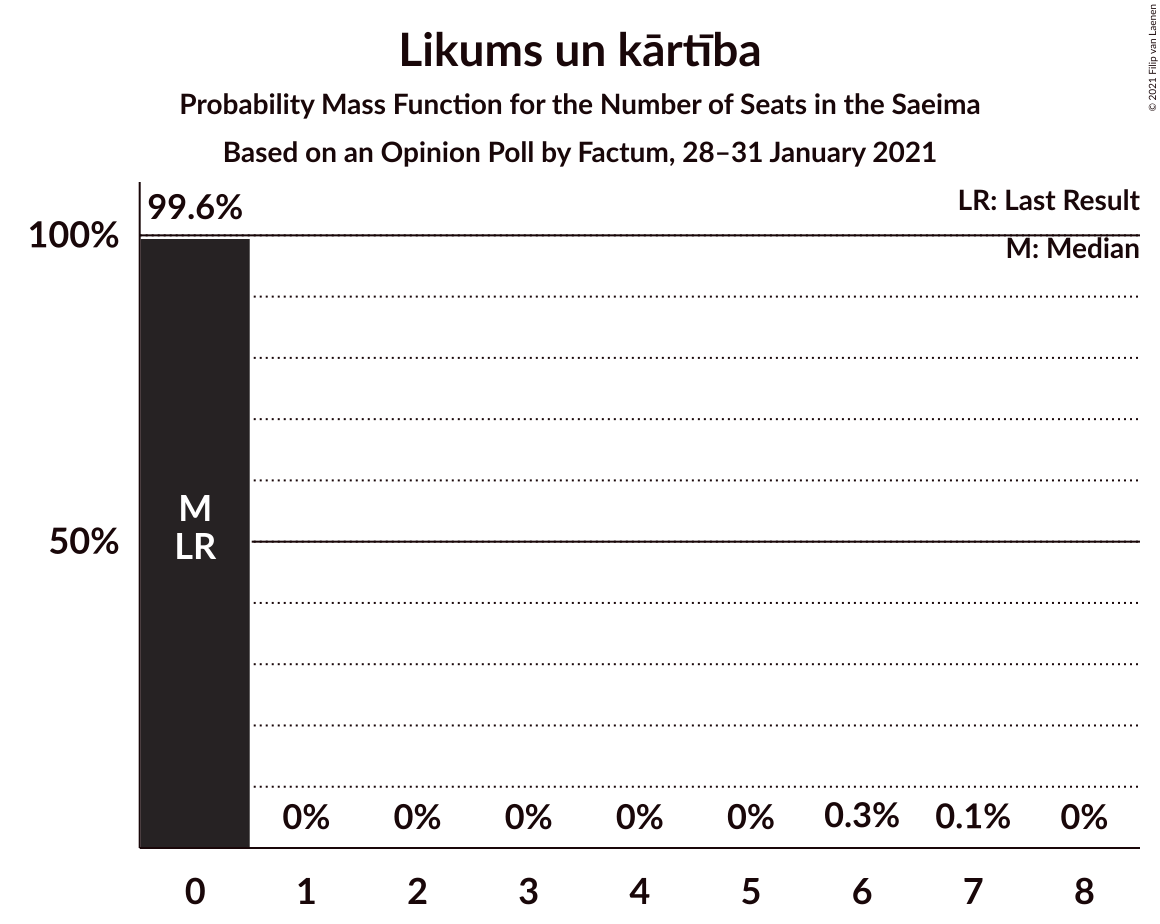 Likums un kārtība
Probability Mass Function for the Number of Seats in the Saeima
Based on an Opinion Poll by Factum, 28–31 January 2021
© 2021 Filip van Laenen
LR: Last Result
M: Median
99.6%
100%
50%
M
LR
0% 0% 0% 0% 0% 0.3% 0.1% 0%
0 1 2 3 4 5 6 7 8